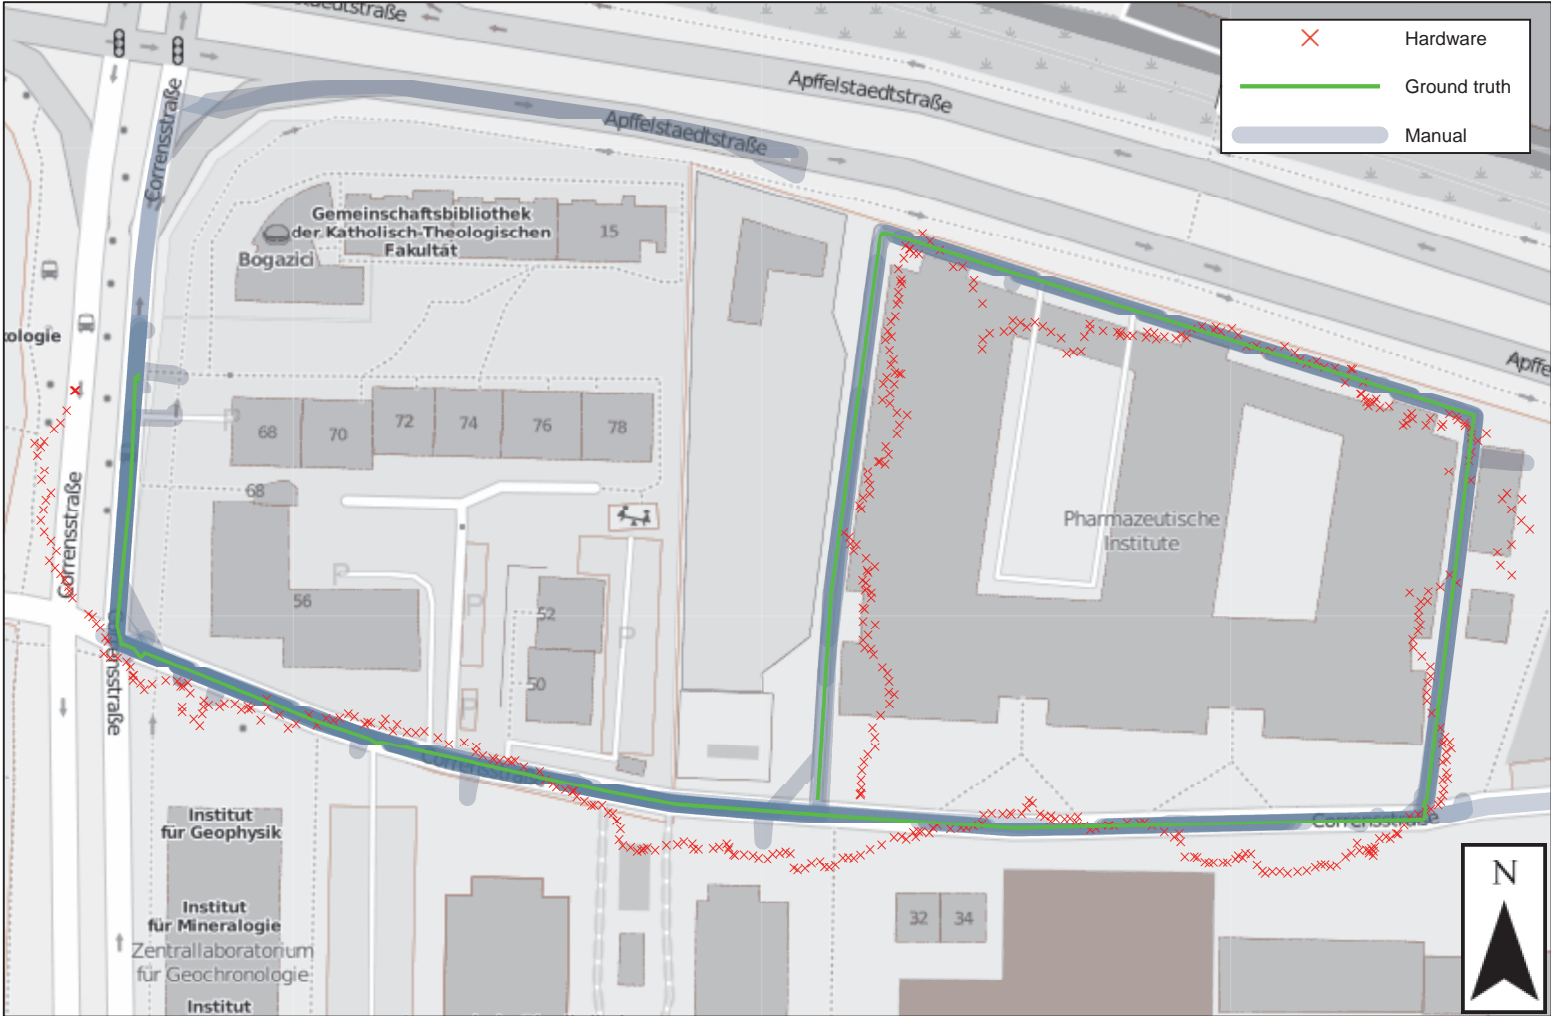 Hardware
Ground truth
Manual
Apffelstaedtstraße
Apffelstaedtstraße
Corrensstraße
Gemeinschaftsbibliothek
der Katholisch-Theologischen
Fakultät
15
Bogazici
kologie
Apffe
68
70
72
74
76
78
P
68
Corrensstraße
Pharmazeutische
Institute
P
56
P
52
P
50
P
Corrensstraße
Corrensstraße
Institut
für Geophysik
Institut
für Mineralogie
Zentrallaboratorium
für Geochronologie
Institut
32
34
N